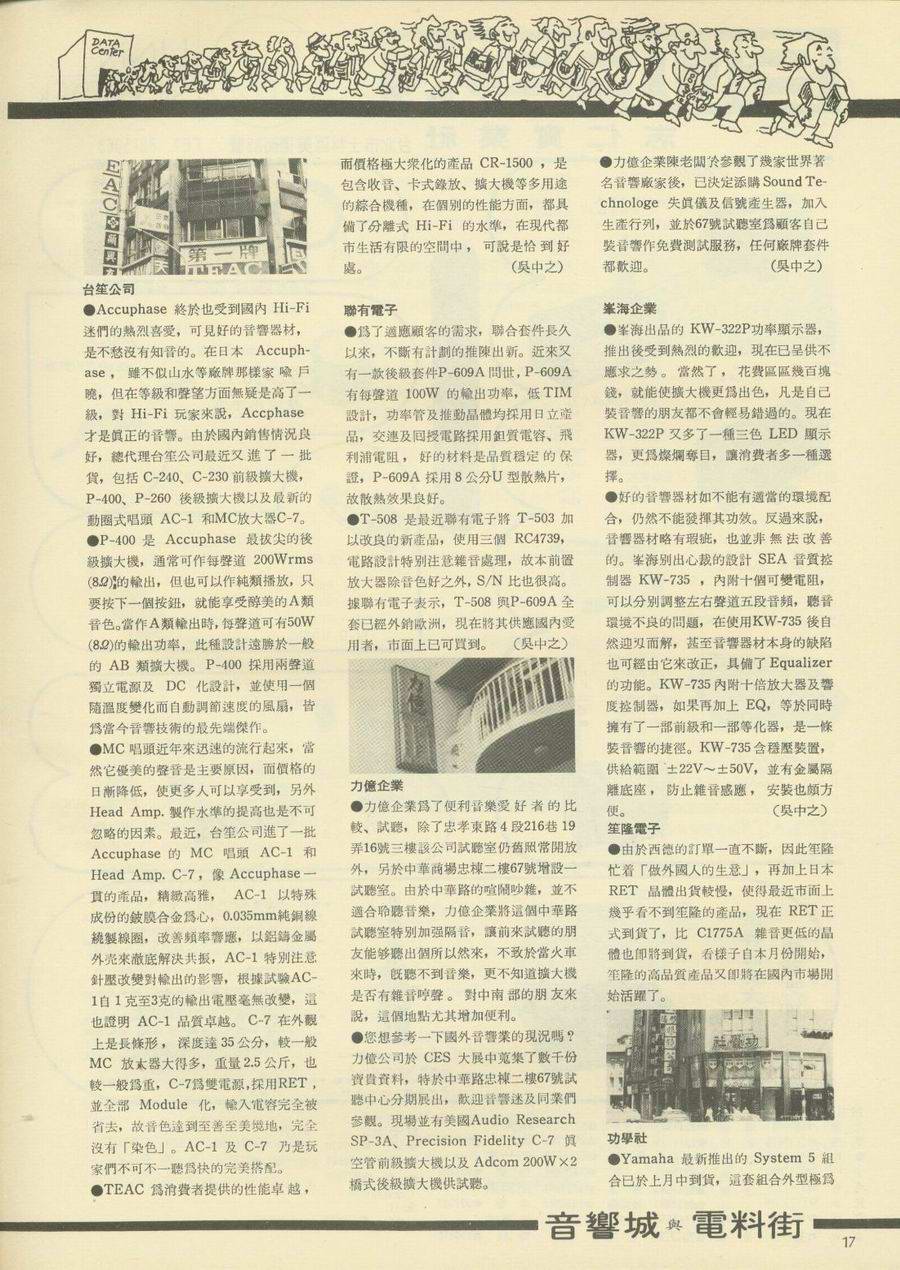 DATA
Center
EAC
第一牌
TEAC
台笙公司
●Accuphase 終於也受到國內 Hi-Fi
迷們的熱烈喜愛，可見好的音響器材，
是不愁沒有知音的。在日本 Accuph-
ase ，雖不似山水等廠牌那樣家 喩 戶
曉，但在等級和聲望方面無疑是高了一
級，對 Hi-Fi 玩家來說，Accphase
才是眞正的音響。由於國內銷售情況良
好，總代理台笙公司最近又 進 了 一 批
貨，包括 C-240、C-230 前級擴大機，
P-400、P-260 後級擴大機以及最新的
動圈式唱頭 AC-1 和MC放大器C-7。
●P-400 是 Accuphase 最拔尖的後
級擴大機，通常可作每聲道 200Wrms
(8Ω)的輸出，但也可以作純類播放，只
要按下一個按鈕，就能享受醇美的A類
音色。當作A類輸出時，每聲道可有50W
(8Ω)的輸出功率，此種設計遠勝於一般
的 AB 類擴大機。P-400 採用兩聲道
獨立電源及 DC 化設計，並使用一個
隨溫度變化而自動調節速度的風扇，皆
爲當今音響技術的最先端傑作。
●MC 唱頭近年來迅速的流行起來，當
然它優美的聲音是主要原因，而價格的
日漸降低，使更多人可以享受到，另外
Head Amp. 製作水準的提高也是不可
忽略的因素。最近，台笙公司進了一批
Accuphase 的 MC 唱頭 AC-1 和
Head Amp. C-7，像 Accuphase 一
貫的產品，精緻高雅， AC-1 以特殊
成份的鈹膜合金爲心，0.035mm純銅線
繞製線圈，改善頻率響應，以鋁鑄金屬
外壳來徹底解決共振，AC-1 特別注意
針壓改變對輸出的影響，根據試驗AC-
1自 1 克至3克的輸出電壓毫無改變，這
也證明 AC-1 品質卓越。 C-7 在外觀
上是長條形 ，深度達 35 公分，較一般
MC 放大器大得多，重量 2.5 公斤，也
較一般爲重，C-7爲雙電源，採用RET ，
並全部 Module 化，輸入電容完全被
省去，故音色達到至善至美境地，完全
沒有「染色」。AC-1 及 C-7 乃是玩
家們不可不一聽爲快的完美搭配。
●TEAC 爲消費者提供的性能卓 越，
而價格極大衆化的產品 CR-1500 ，是
包含收音、卡式錄放、擴大機等多用途
的綜合機種，在個別的性能方面，都具
備了分離式 Hi-Fi 的水準，在現代都
市生活有限的空間中 ，可說是恰 到 好
處。 (吳中之)
聯有電子
●爲了適應顧客的需求，聯合套件長久
以來，不斷有計劃的推陳出新。近來又
有一款後級套件P-609A 問世，P-609A
有每聲道 100W 的輸出功率，低 TIM
設計，功率管及推動晶體均採用日立產
品，交連及囘授電路採用鉭質電容、飛
利浦電阻 ，好的材料是品質穩定 的 保
證，P-609A 採用 8 公分U 型散熱片，
故散熱效果良好。
●T-508 是最近聯有電子將 T-503 加
以改良的新產品，使用三個 RC4739，
電路設計特別注意雜音處理，故本前置
放大器除音色好之外，S/N 比也很高。
據聯有電子表示，T-508 與P-609A 全
套已經外銷歐洲，現在將其供應國內愛
用者，市面上已可買到。 (吳中之)
力億
力億企業
●力億企業爲了便利音樂愛 好 者 的 比
較、試聽，除了忠孝東路 4 段216巷 19
弄16號三樓該公司試聽室仍舊照常開放
外，另於中華商場忠棟二樓67號增設一
試聽室。由於中華路的喧鬧吵雜，並不
適合聆聽音樂，力億企業將這個中華路
試聽室特別加强隔音，讓前來試聽的朋
友能够聽出個所以然來，不致於當火車
來時，旣聽不到音樂，更不知道擴大機
是否有雜音哼聲 。對中南 部的朋 友來
說，這個地點尤其增加便利。
●您想參考一下國外音響業的現況嗎？
力億公司於 CES 大展中蒐集了數千份
寶貴資料，特於中華路忠棟二樓67號試
聽中心分期展出，歡迎音響迷及同業們
參觀。現場並有美國Audio Research
SP-3A、Precision Fidelity C-7 眞
空管前級擴大機以及 Adcom 200W×2
橋式後級擴大機供試聽。
●力億企業陳老闆於參觀了幾家世界著
名音響廠家後，已決定添購 Sound Te-
chnologe 失眞儀及信號產生器，加入
生產行列，並於67號試聽室爲顧客自己
裝音響作免費測試服務，任何廠牌套件
都歡迎。 (吳中之)
峯海企業
●峯海出品的 KW-322P功率顯示器，
推出後受到熱烈的歡迎，現在已呈供不
應求之勢 。當然了 ，花費區區幾百塊
錢，就能使擴大機更爲出色，凡是自己
裝音響的朋友都不會輕易錯過的。現在
KW-322P 又多了一種三色 LED 顯示
器，更爲燦爛奪目，讓消費者多一種選
擇。
●好的音響器材如不能有適當的環境配
合，仍然不能發揮其功效。反過來說，
音響器材略有瑕疵，也並非 無 法 改 善
的。峯海別出心裁的設計 SEA 音質控
制器 KW-735 ，內附十個可變電阻，
可以分別調整左右聲道五段音頻，聽音
環境不良的問題，在使用KW-735 後自
然迎刃而解，甚至音響器材本身的缺陷
也可經由它來改正，具備了 Equalizer
的功能。KW-735 內附十倍放大器及響
度控制器，如果再加上 EQ，等於同時
擁有了一部前級和一部等化器，是一條
裝音響的捷徑。KW-735 含穩壓裝置，
供給範圍 ±22V～±50V，並有金屬隔
離底座 ，防止雜音感應 ，安裝也頗方
便。 (吳中之)
笙隆電子
●由於西德的訂單一直不斷，因此笙隆
忙着「做外國人的生意」，再加上日本
RET 晶體出貨較慢，使得最近市面上
幾乎看不到笙隆的產品，現在 RET 正
式到貨了，比 C1775A 雜音更低的晶
體也卽將到貨，看樣子自本月份開始，
笙隆的高品質產品又卽將在國內市場開
始活躍了。
社學功
功學社
●Yamaha 最新推出的 System 5 組
合已於上月中到貨，這套組合外型極爲
音響城與電料街
17